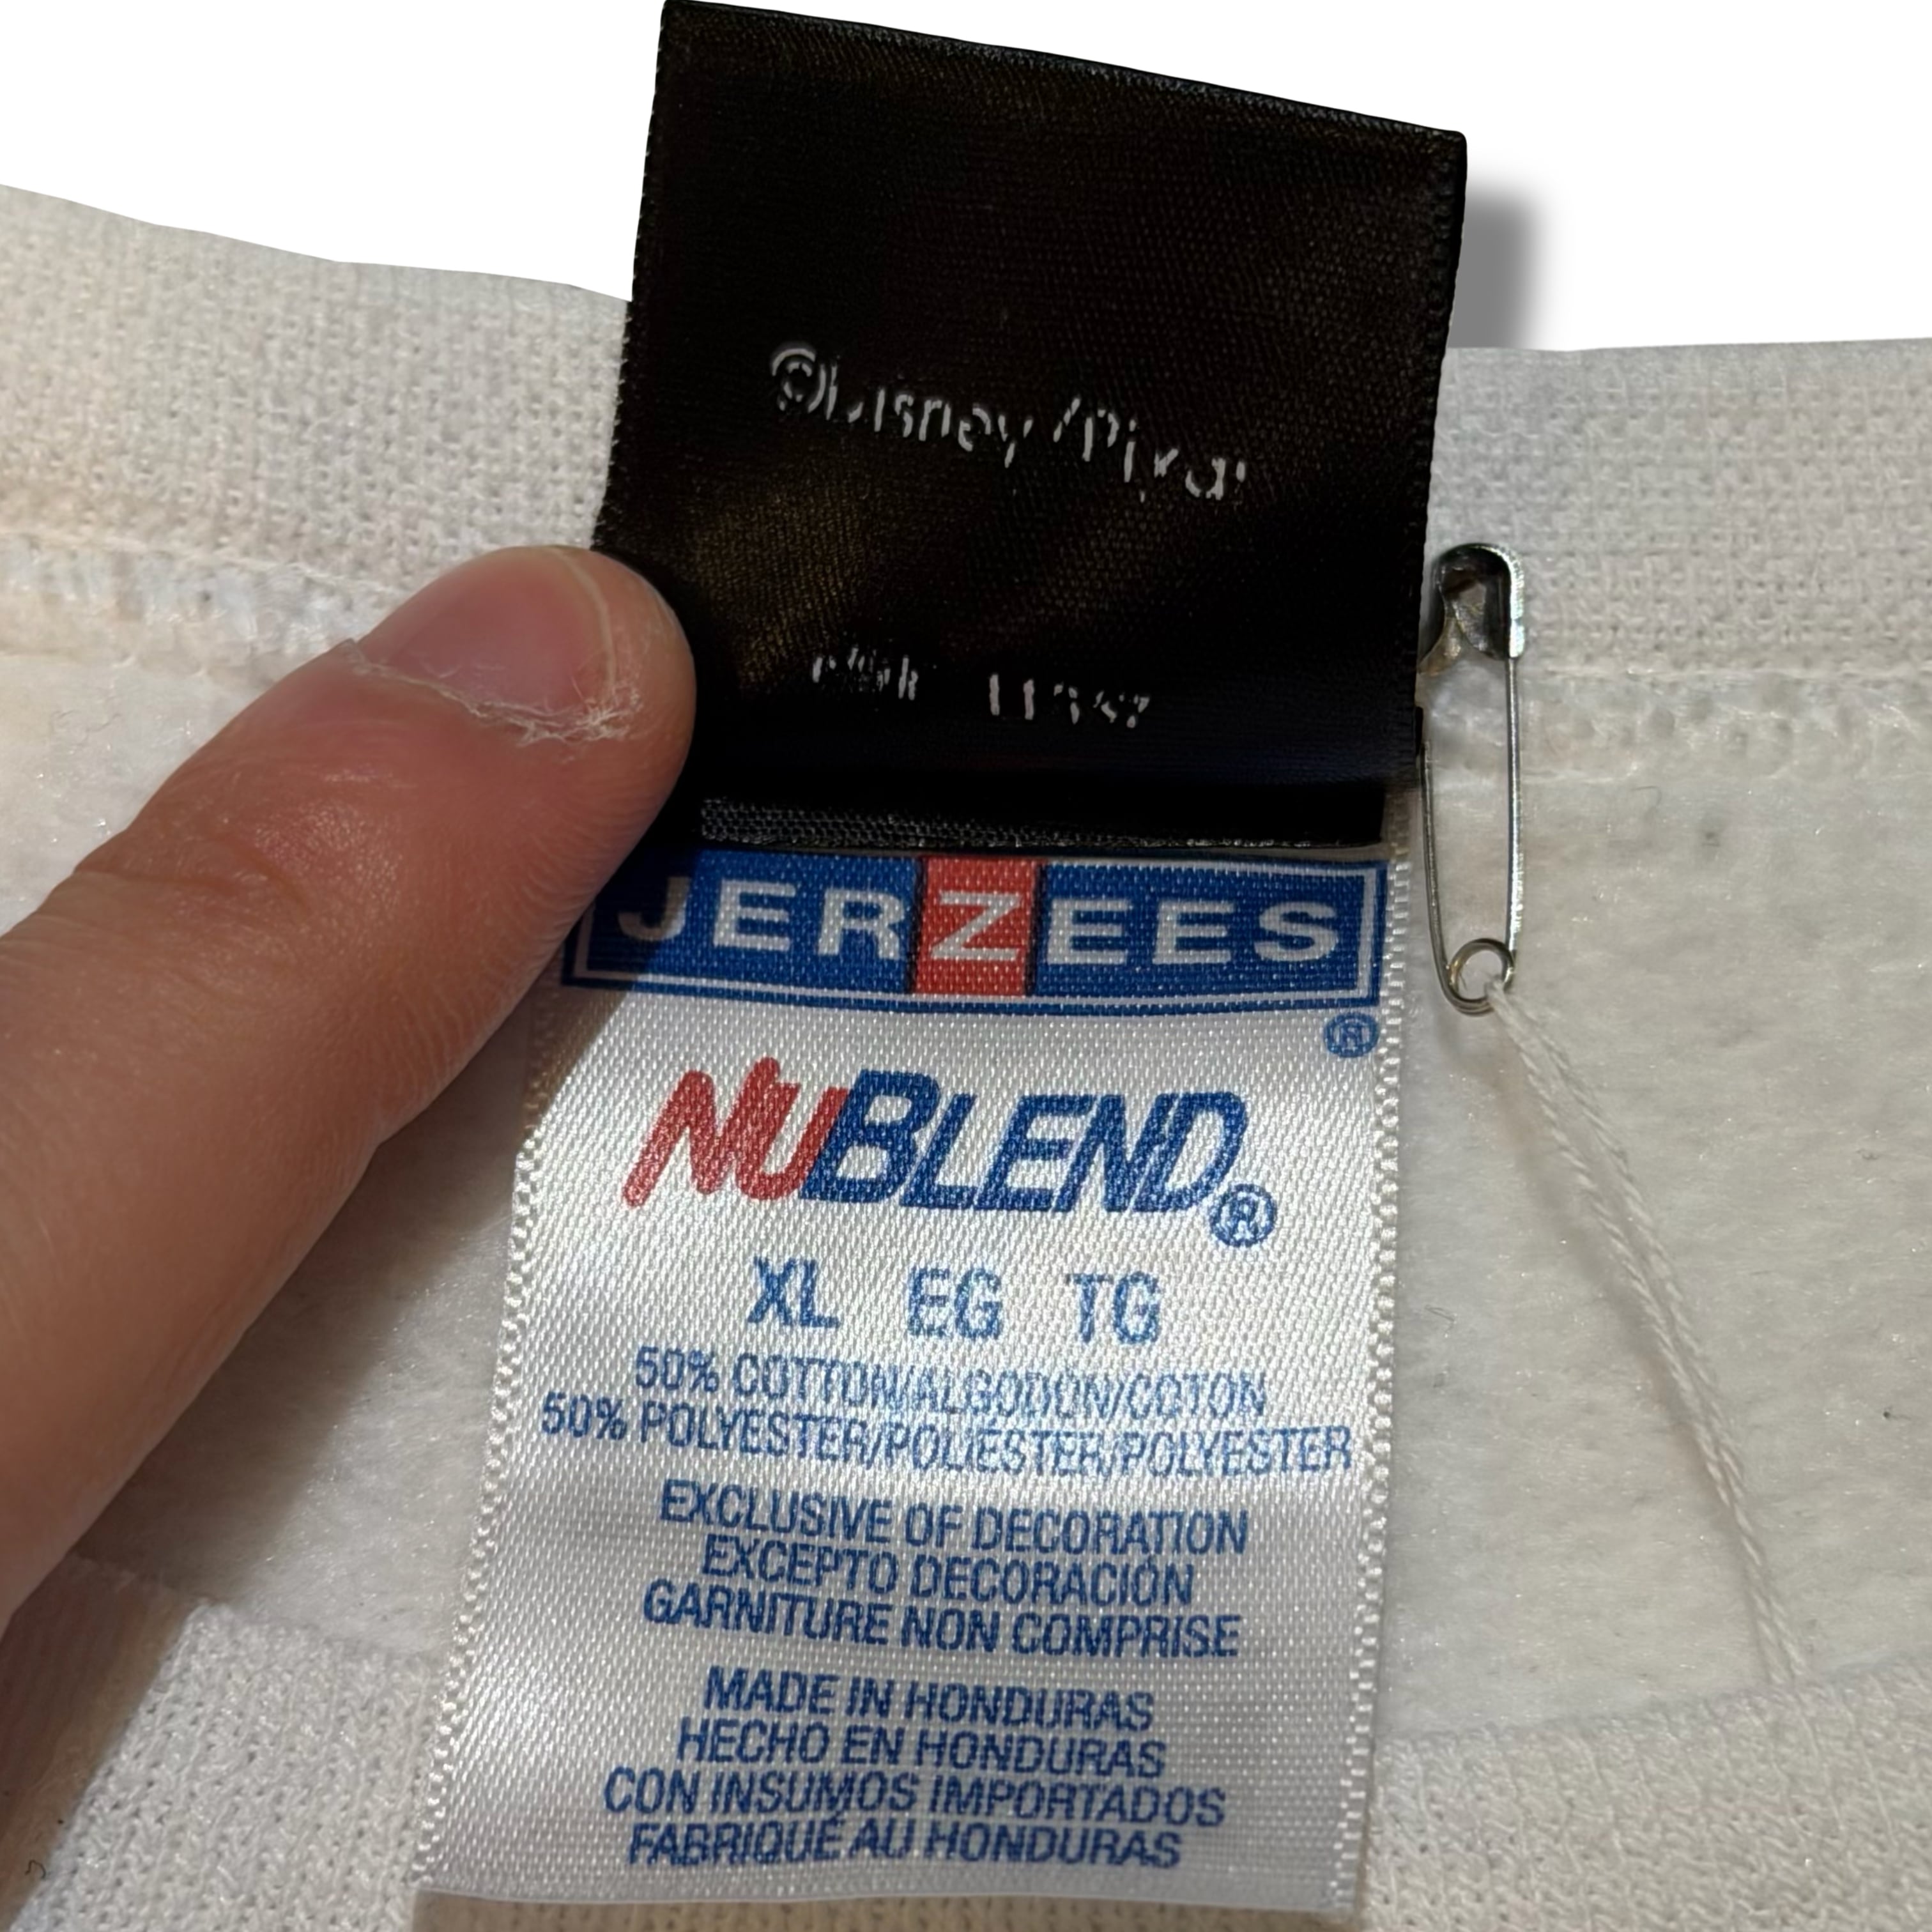 ©Disney/Pixar
JERZEES
®
NUBLEND®
XL EG TG
50% COTTON/ALGODÓN/COTON
50% POLYESTER/POLIÉSTER/POLYESTER
EXCLUSIVE OF DECORATION
EXCEPTO DECORACIÓN
GARNITURE NON COMPRISE
MADE IN HONDURAS
HECHO EN HONDURAS
CON INSUMOS IMPORTADOS
FABRIQUÉ AU HONDURAS